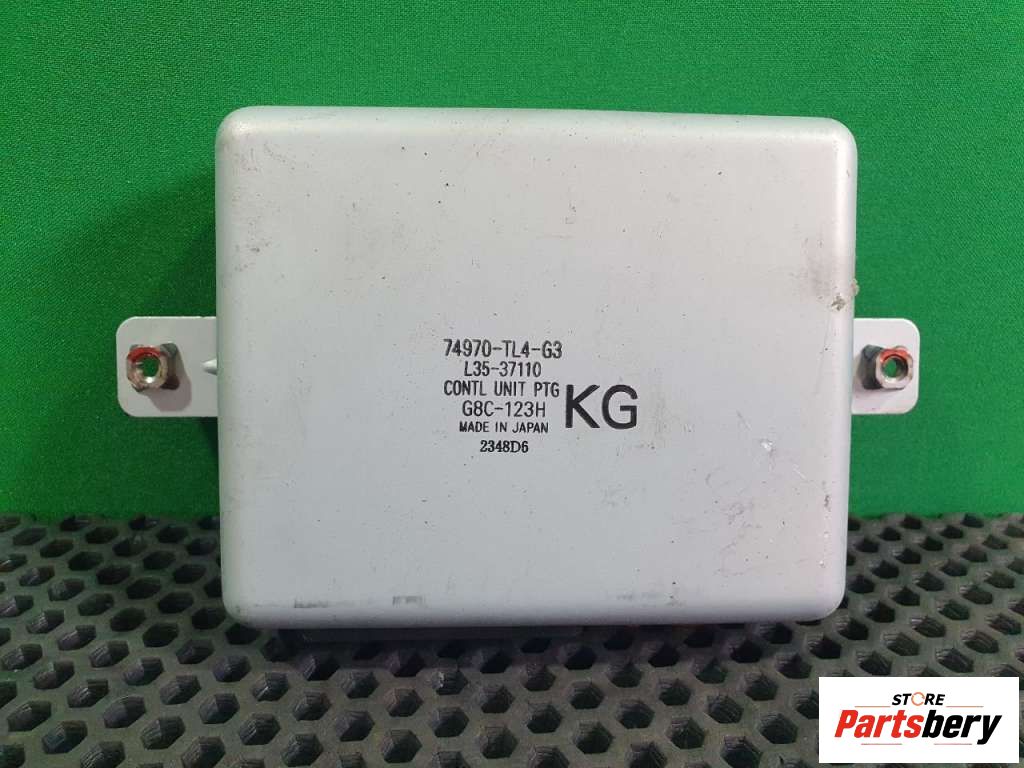 74970-TL4-G3
L35-37110
CONTL UNIT PTG
G8C-123H KG
MADE IN JAPAN
2348D6
STORE
Partsbery